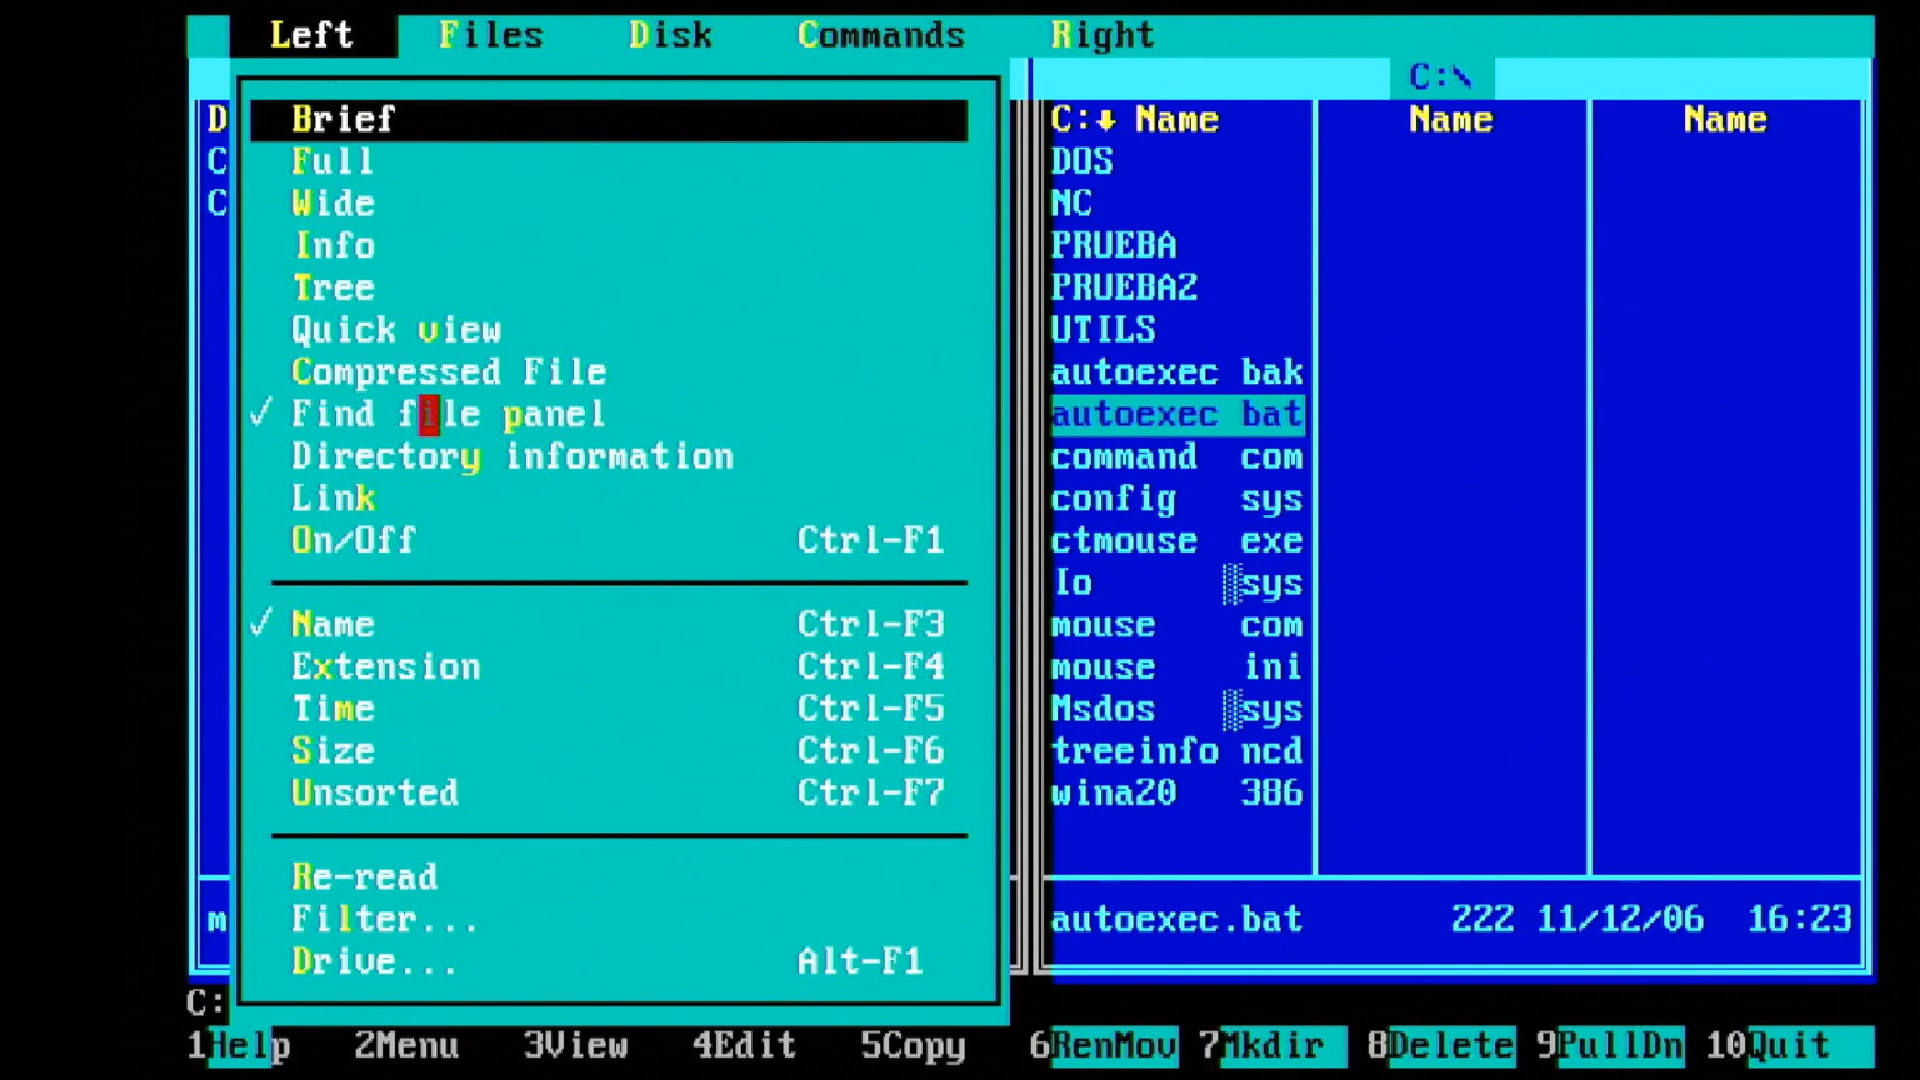 Left Files Disk Commands Right
C:\
D
C
C
Brief
Full
Wide
Info
Tree
Quick view
Compressed File
✓ Find file panel
Directory information
Link
On/Off Ctrl-F1
✓ Name Ctrl-F3
Extension Ctrl-F4
Time Ctrl-F5
Size Ctrl-F6
Unsorted Ctrl-F7
Re-read
Filter...
Drive... Alt-F1
m
C:↓ Name Name Name
DOS
NC
PRUEBA
PRUEBA2
UTILS
autoexec bak
autoexec bat
command com
config sys
ctmouse exe
Io ░sys
mouse com
mouse ini
Msdos ░sys
treeinfo ncd
wina20 386
autoexec.bat 222 11/12/06 16:23
C:
1Help 2Menu 3View 4Edit 5Copy 6RenMov 7Mkdir 8Delete 9PullDn 10Quit